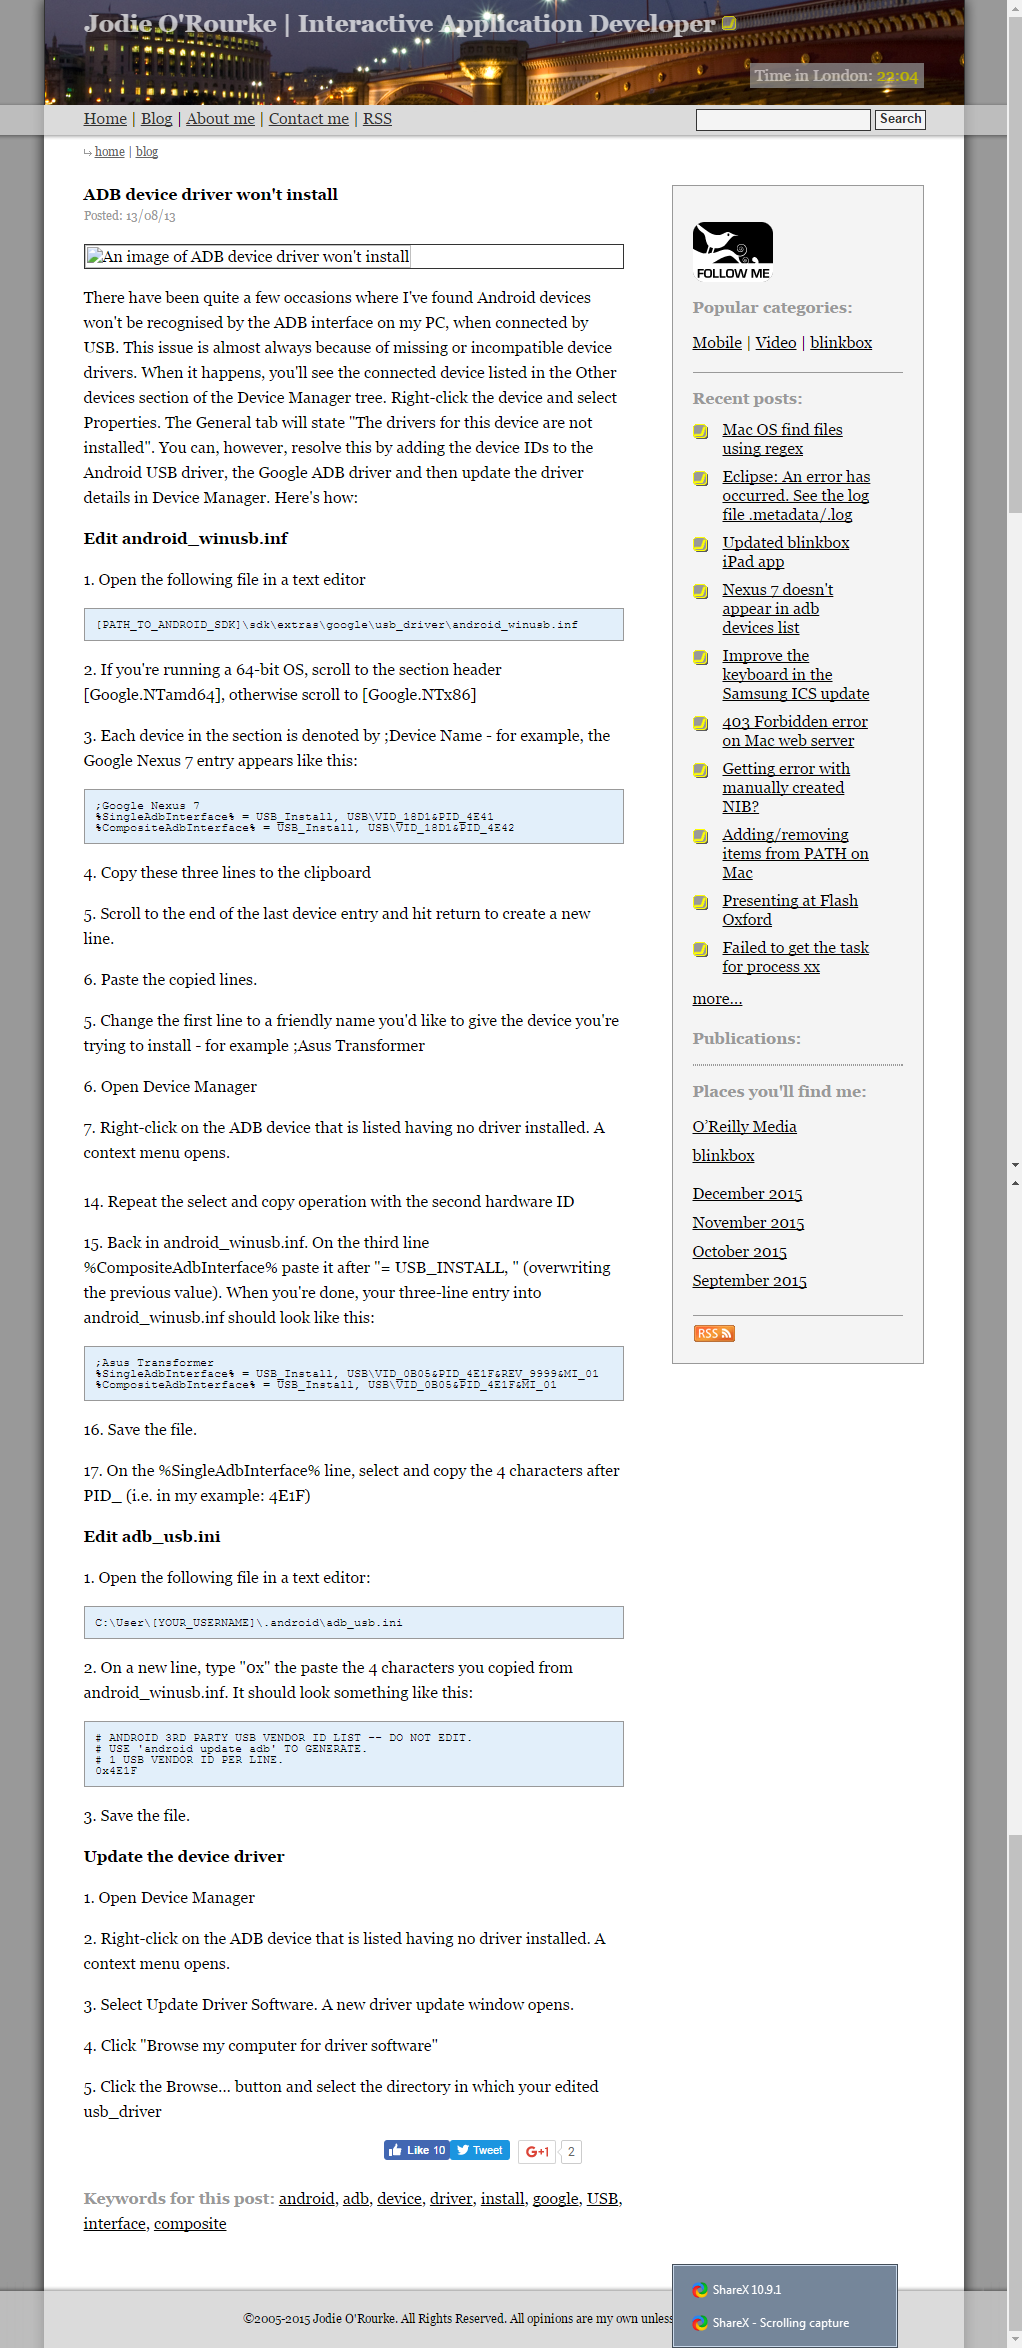 Jodie O'Rourke | Interactive Application Developer
Time in London: 22:04
Home | Blog | About me | Contact me | RSS
Search
home | blog
ADB device driver won't install
Posted: 13/08/13
An image of ADB device driver won't install
There have been quite a few occasions where I've found Android devices
won't be recognised by the ADB interface on my PC, when connected by
USB. This issue is almost always because of missing or incompatible device
drivers. When it happens, you'll see the connected device listed in the Other
devices section of the Device Manager tree. Right-click the device and select
Properties. The General tab will state "The drivers for this device are not
installed". You can, however, resolve this by adding the device IDs to the
Android USB driver, the Google ADB driver and then update the driver
details in Device Manager. Here's how:
Edit android_winusb.inf
1. Open the following file in a text editor
[PATH_TO_ANDROID_SDK]\sdk\extras\google\usb_driver\android_winusb.inf
2. If you're running a 64-bit OS, scroll to the section header
[Google.NTamd64], otherwise scroll to [Google.NTx86]
3. Each device in the section is denoted by ;Device Name - for example, the
Google Nexus 7 entry appears like this:
;Google Nexus 7
%SingleAdbInterface% = USB_Install, USB\VID_18D1&PID_4E41
%CompositeAdbInterface% = USB_Install, USB\VID_18D1&PID_4E42
4. Copy these three lines to the clipboard
5. Scroll to the end of the last device entry and hit return to create a new
line.
6. Paste the copied lines.
5. Change the first line to a friendly name you'd like to give the device you're
trying to install - for example ;Asus Transformer
6. Open Device Manager
7. Right-click on the ADB device that is listed having no driver installed. A
context menu opens.
14. Repeat the select and copy operation with the second hardware ID
15. Back in android_winusb.inf. On the third line
%CompositeAdbInterface% paste it after "= USB_INSTALL, " (overwriting
the previous value). When you're done, your three-line entry into
android_winusb.inf should look like this:
;Asus Transformer
%SingleAdbInterface% = USB_Install, USB\VID_0B05&PID_4E1F&REV_9999&MI_01
%CompositeAdbInterface% = USB_Install, USB\VID_0B05&PID_4E1F&MI_01
16. Save the file.
17. On the %SingleAdbInterface% line, select and copy the 4 characters after
PID_ (i.e. in my example: 4E1F)
Edit adb_usb.ini
1. Open the following file in a text editor:
C:\User\[YOUR_USERNAME]\.android\adb_usb.ini
2. On a new line, type "0x" the paste the 4 characters you copied from
android_winusb.inf. It should look something like this:
# ANDROID 3RD PARTY USB VENDOR ID LIST -- DO NOT EDIT.
# USE 'android update adb' TO GENERATE.
# 1 USB VENDOR ID PER LINE.
0x4E1F
3. Save the file.
Update the device driver
1. Open Device Manager
2. Right-click on the ADB device that is listed having no driver installed. A
context menu opens.
3. Select Update Driver Software. A new driver update window opens.
4. Click "Browse my computer for driver software"
5. Click the Browse... button and select the directory in which your edited
usb_driver
Like 10 Tweet G+1 2
Keywords for this post: android, adb, device, driver, install, google, USB,
interface, composite
FOLLOW ME
Popular categories:
Mobile | Video | blinkbox
Recent posts:
Mac OS find files
using regex
Eclipse: An error has
occurred. See the log
file .metadata/.log
Updated blinkbox
iPad app
Nexus 7 doesn't
appear in adb
devices list
Improve the
keyboard in the
Samsung ICS update
403 Forbidden error
on Mac web server
Getting error with
manually created
NIB?
Adding/removing
items from PATH on
Mac
Presenting at Flash
Oxford
Failed to get the task
for process xx
more...
Publications:
Places you'll find me:
O'Reilly Media
blinkbox
December 2015
November 2015
October 2015
September 2015
RSS
©2005-2015 Jodie O'Rourke. All Rights Reserved. All opinions are my own unless
ShareX 10.9.1
ShareX - Scrolling capture